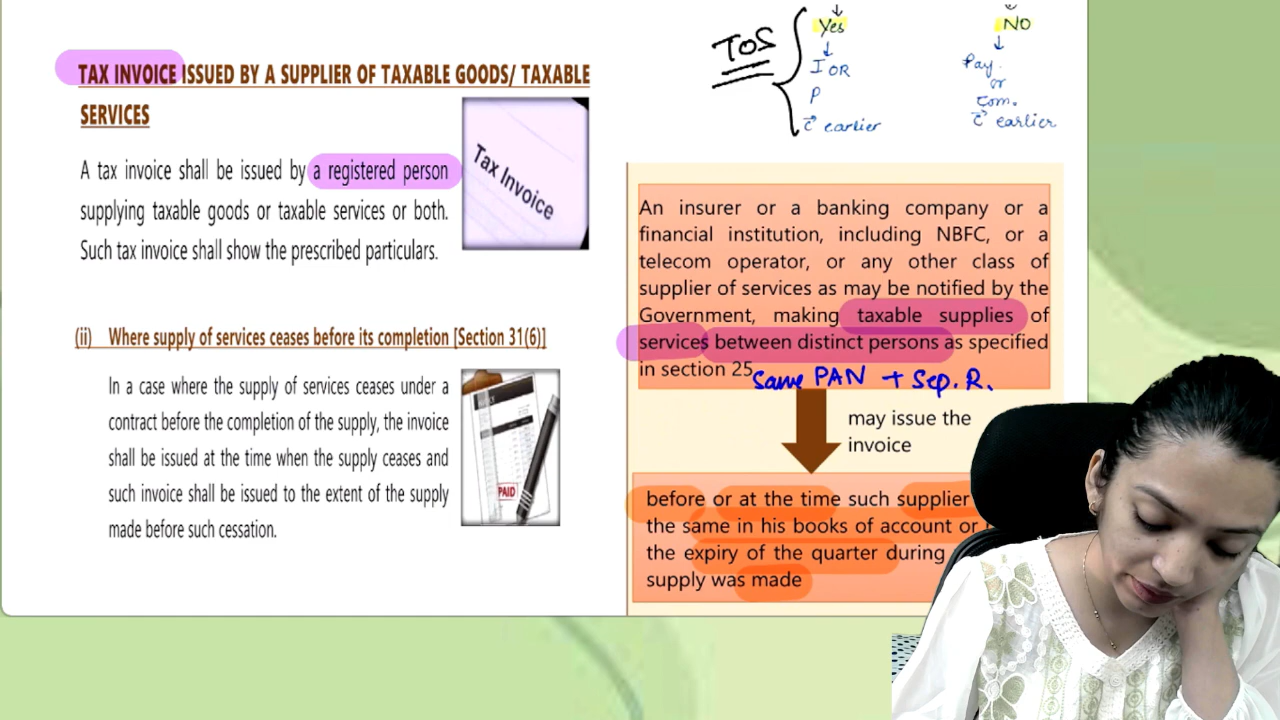 TAX INVOICE ISSUED BY A SUPPLIER OF TAXABLE GOODS/ TAXABLE
SERVICES
A tax invoice shall be issued by a registered person
supplying taxable goods or taxable services or both.
Such tax invoice shall show the prescribed particulars.
Tax Invoice
(ii) Where supply of services ceases before its completion [Section 31(6)]
In a case where the supply of services ceases under a
contract before the completion of the supply, the invoice
shall be issued at the time when the supply ceases and
such invoice shall be issued to the extent of the supply
made before such cessation.
PAID
TOS
Yes
I OR
P
c̄ earlier
NO
Pay.
or
Com.
c̄ earlier
An insurer or a banking company or a
financial institution, including NBFC, or a
telecom operator, or any other class of
supplier of services as may be notified by the
Government, making taxable supplies of
services between distinct persons as specified
in section 25
Same PAN + Sep. R.
may issue the
invoice
before or at the time such supplier
the same in his books of account or
the expiry of the quarter during
supply was made